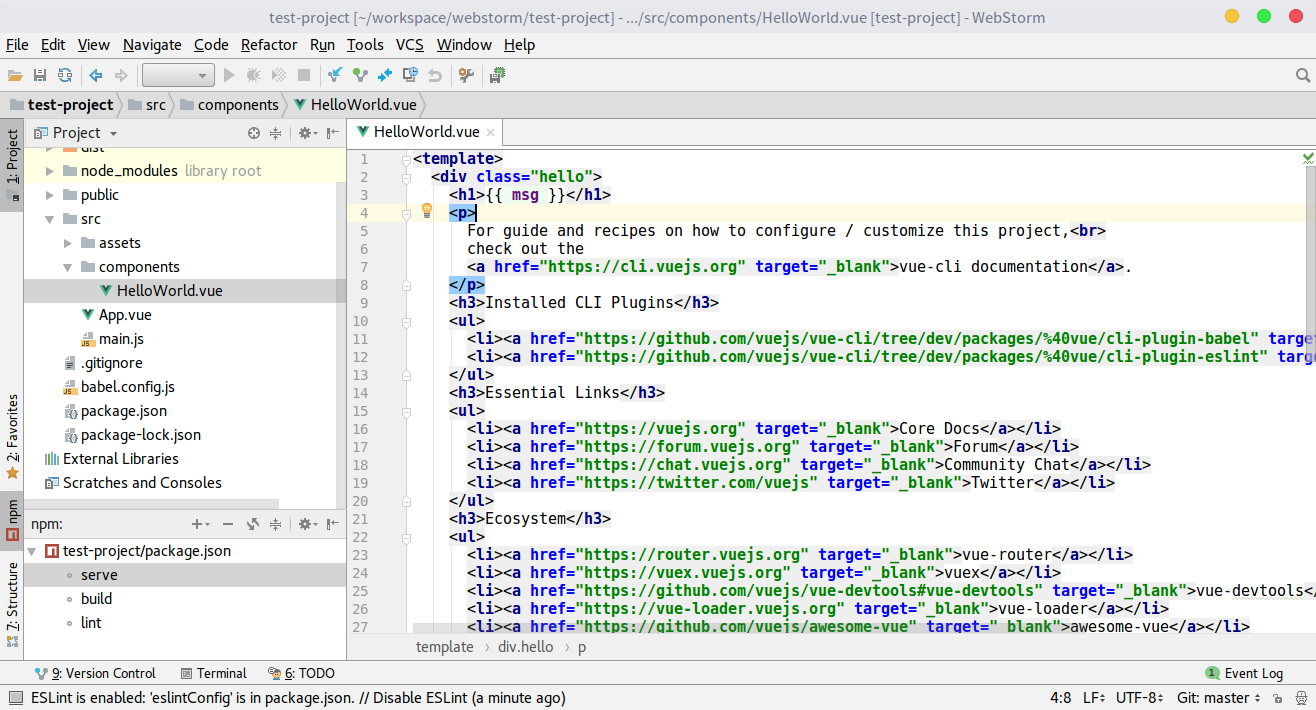 test-project [~/workspace/webstorm/test-project] - .../src/components/HelloWorld.vue [test-project] - WebStorm
File Edit View Navigate Code Refactor Run Tools VCS Window Help
test-project src components HelloWorld.vue
1: Project
2: Favorites
npm
7: Structure
Project
dist
node_modules library root
public
src
assets
components
HelloWorld.vue
App.vue
main.js
.gitignore
babel.config.js
package.json
package-lock.json
External Libraries
Scratches and Consoles
npm:
test-project/package.json
serve
build
lint
HelloWorld.vue
1 <template>
2 <div class="hello">
3 <h1>{{ msg }}</h1>
4 <p>
5 For guide and recipes on how to configure / customize this project,<br>
6 check out the
7 <a href="https://cli.vuejs.org" target="_blank">vue-cli documentation</a>.
8 </p>
9 <h3>Installed CLI Plugins</h3>
10 <ul>
11 <li><a href="https://github.com/vuejs/vue-cli/tree/dev/packages/%40vue/cli-plugin-babel" targe
12 <li><a href="https://github.com/vuejs/vue-cli/tree/dev/packages/%40vue/cli-plugin-eslint" targ
13 </ul>
14 <h3>Essential Links</h3>
15 <ul>
16 <li><a href="https://vuejs.org" target="_blank">Core Docs</a></li>
17 <li><a href="https://forum.vuejs.org" target="_blank">Forum</a></li>
18 <li><a href="https://chat.vuejs.org" target="_blank">Community Chat</a></li>
19 <li><a href="https://twitter.com/vuejs" target="_blank">Twitter</a></li>
20 </ul>
21 <h3>Ecosystem</h3>
22 <ul>
23 <li><a href="https://router.vuejs.org" target="_blank">vue-router</a></li>
24 <li><a href="https://vuex.vuejs.org" target="_blank">vuex</a></li>
25 <li><a href="https://github.com/vuejs/vue-devtools#vue-devtools" target="_blank">vue-devtools</
26 <li><a href="https://vue-loader.vuejs.org" target="_blank">vue-loader</a></li>
27 <li><a href="https://github.com/vuejs/awesome-vue" target="_blank">awesome-vue</a></li>
template › div.hello › p
9: Version Control Terminal 6: TODO 1 Event Log
ESLint is enabled: 'eslintConfig' is in package.json. // Disable ESLint (a minute ago) 4:8 LF UTF-8 Git: master